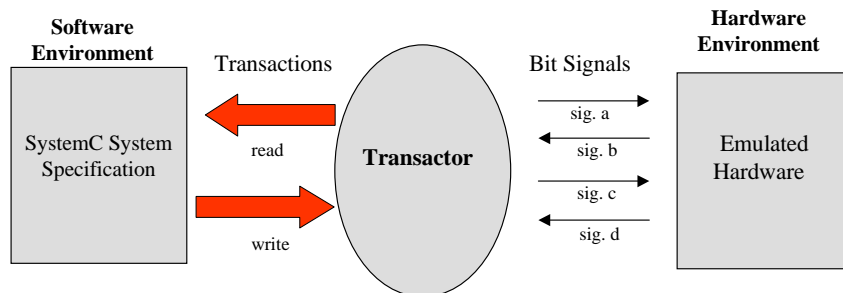 Software
Environment
Hardware
Environment
Transactions
Bit Signals
SystemC System
Specification
read
write
Transactor
sig. a
sig. b
sig. c
sig. d
Emulated
Hardware